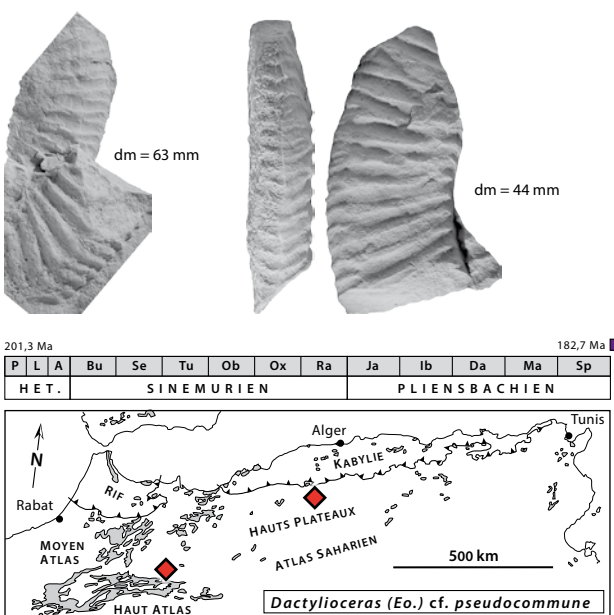 dm = 63 mm
dm = 44 mm
201,3 Ma 182,7 Ma
P L A Bu Se Tu Ob Ox Ra Ja Ib Da Ma Sp
HET. SINEMURIEN PLIENSBACHIEN
Tunis
Alger
N
KABYLIE
RIF
Rabat
HAUTS PLATEAUX
MOYEN
ATLAS
ATLAS SAHARIEN
500 km
HAUT ATLAS
Dactylioceras (Eo.) cf. pseudocommune